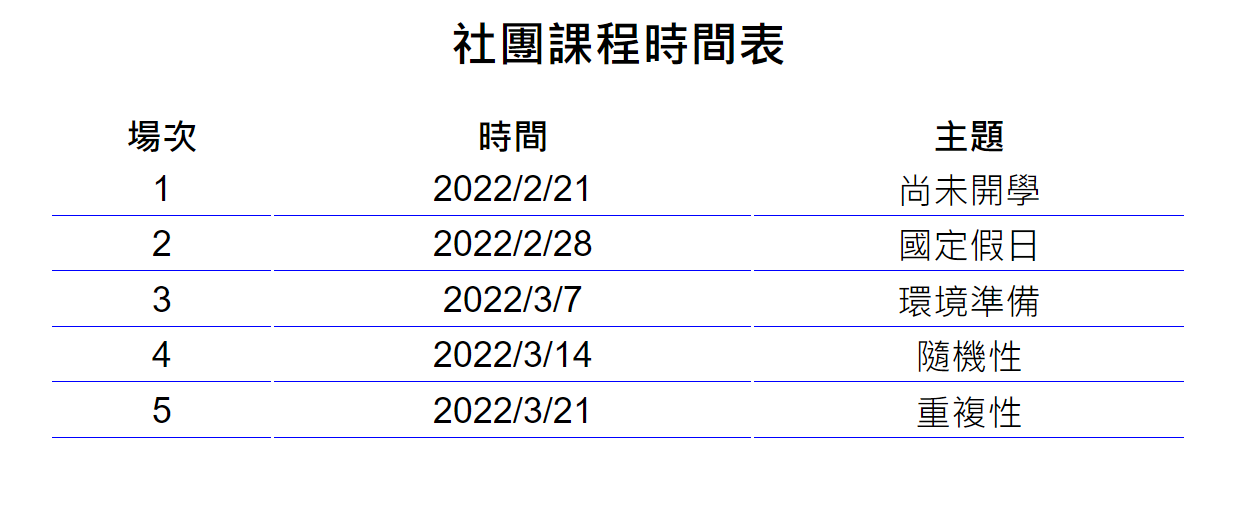 社團課程時間表
場次 時間 主題
1 2022/2/21 尚未開學
2 2022/2/28 國定假日
3 2022/3/7 環境準備
4 2022/3/14 隨機性
5 2022/3/21 重複性